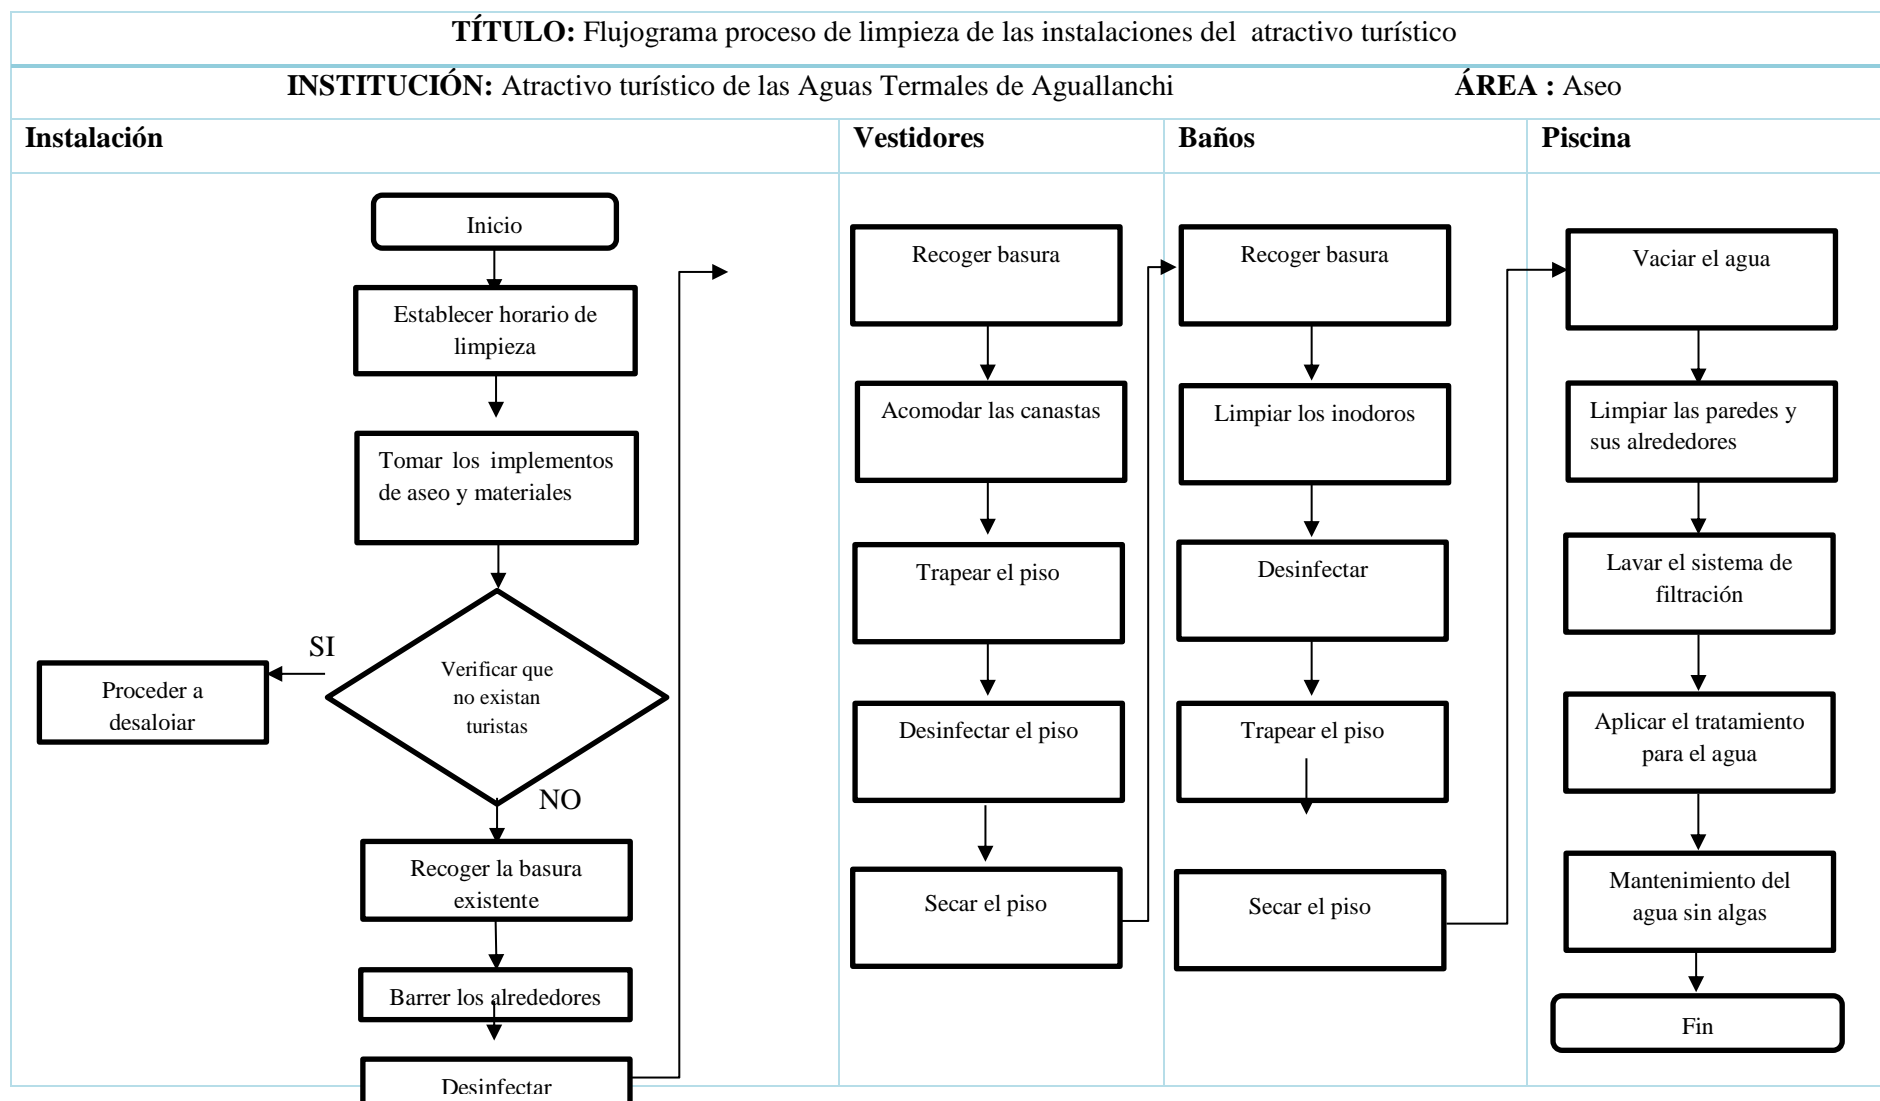 TÍTULO: Flujograma proceso de limpieza de las instalaciones del atractivo turístico
INSTITUCIÓN: Atractivo turístico de las Aguas Termales de Aguallanchi ÁREA : Aseo
Instalación
Vestidores
Baños
Piscina
Inicio
Establecer horario de
limpieza
Tomar los implementos
de aseo y materiales
Verificar que
no existan
turistas
SI
Proceder a
desalojar
NO
Recoger la basura
existente
Barrer los alrededores
Desinfectar
Recoger basura
Acomodar las canastas
Trapear el piso
Desinfectar el piso
Secar el piso
Recoger basura
Limpiar los inodoros
Desinfectar
Trapear el piso
Secar el piso
Vaciar el agua
Limpiar las paredes y
sus alrededores
Lavar el sistema de
filtración
Aplicar el tratamiento
para el agua
Mantenimiento del
agua sin algas
Fin